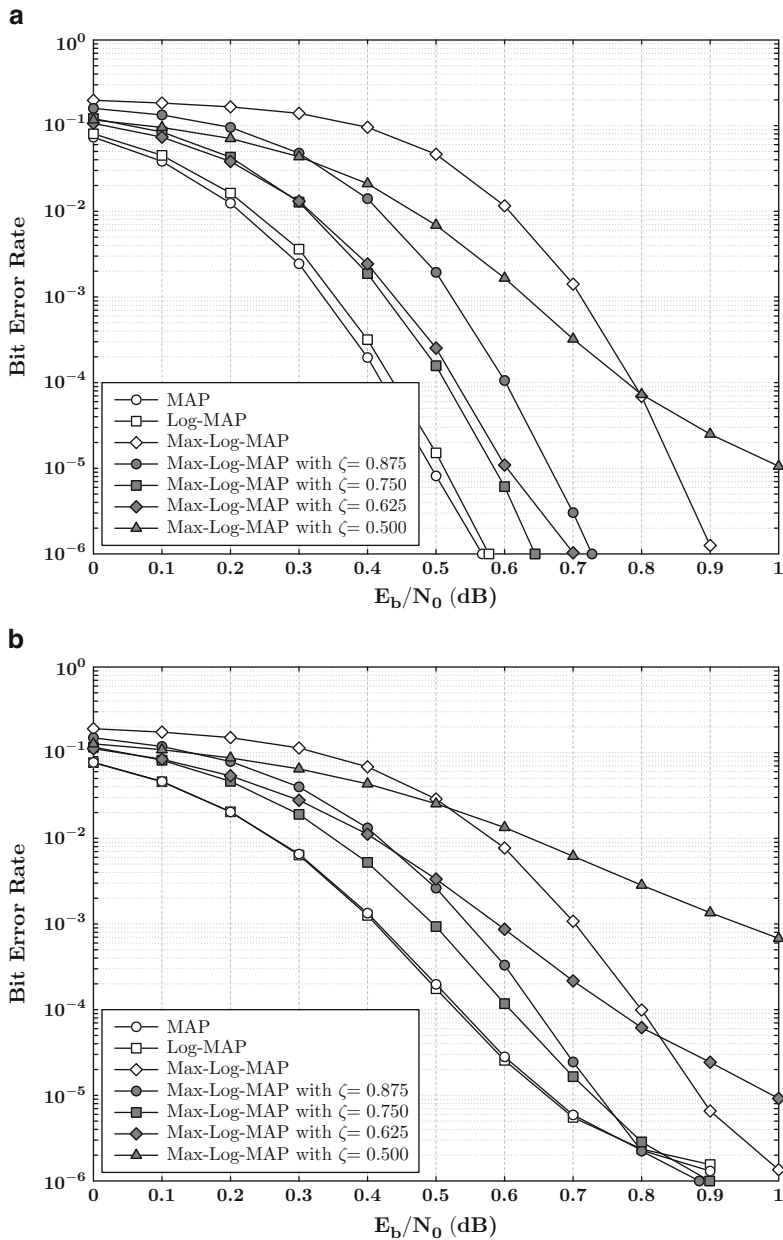 a
10⁰
10⁻¹
10⁻²
10⁻³
10⁻⁴
10⁻⁵
10⁻⁶
Bit Error Rate
MAP
Log-MAP
Max-Log-MAP
Max-Log-MAP with ζ= 0.875
Max-Log-MAP with ζ= 0.750
Max-Log-MAP with ζ= 0.625
Max-Log-MAP with ζ= 0.500
0 0.1 0.2 0.3 0.4 0.5 0.6 0.7 0.8 0.9 1
E_b/N_0 (dB)
b
10⁰
10⁻¹
10⁻²
10⁻³
10⁻⁴
10⁻⁵
10⁻⁶
Bit Error Rate
MAP
Log-MAP
Max-Log-MAP
Max-Log-MAP with ζ= 0.875
Max-Log-MAP with ζ= 0.750
Max-Log-MAP with ζ= 0.625
Max-Log-MAP with ζ= 0.500
0 0.1 0.2 0.3 0.4 0.5 0.6 0.7 0.8 0.9 1
E_b/N_0 (dB)